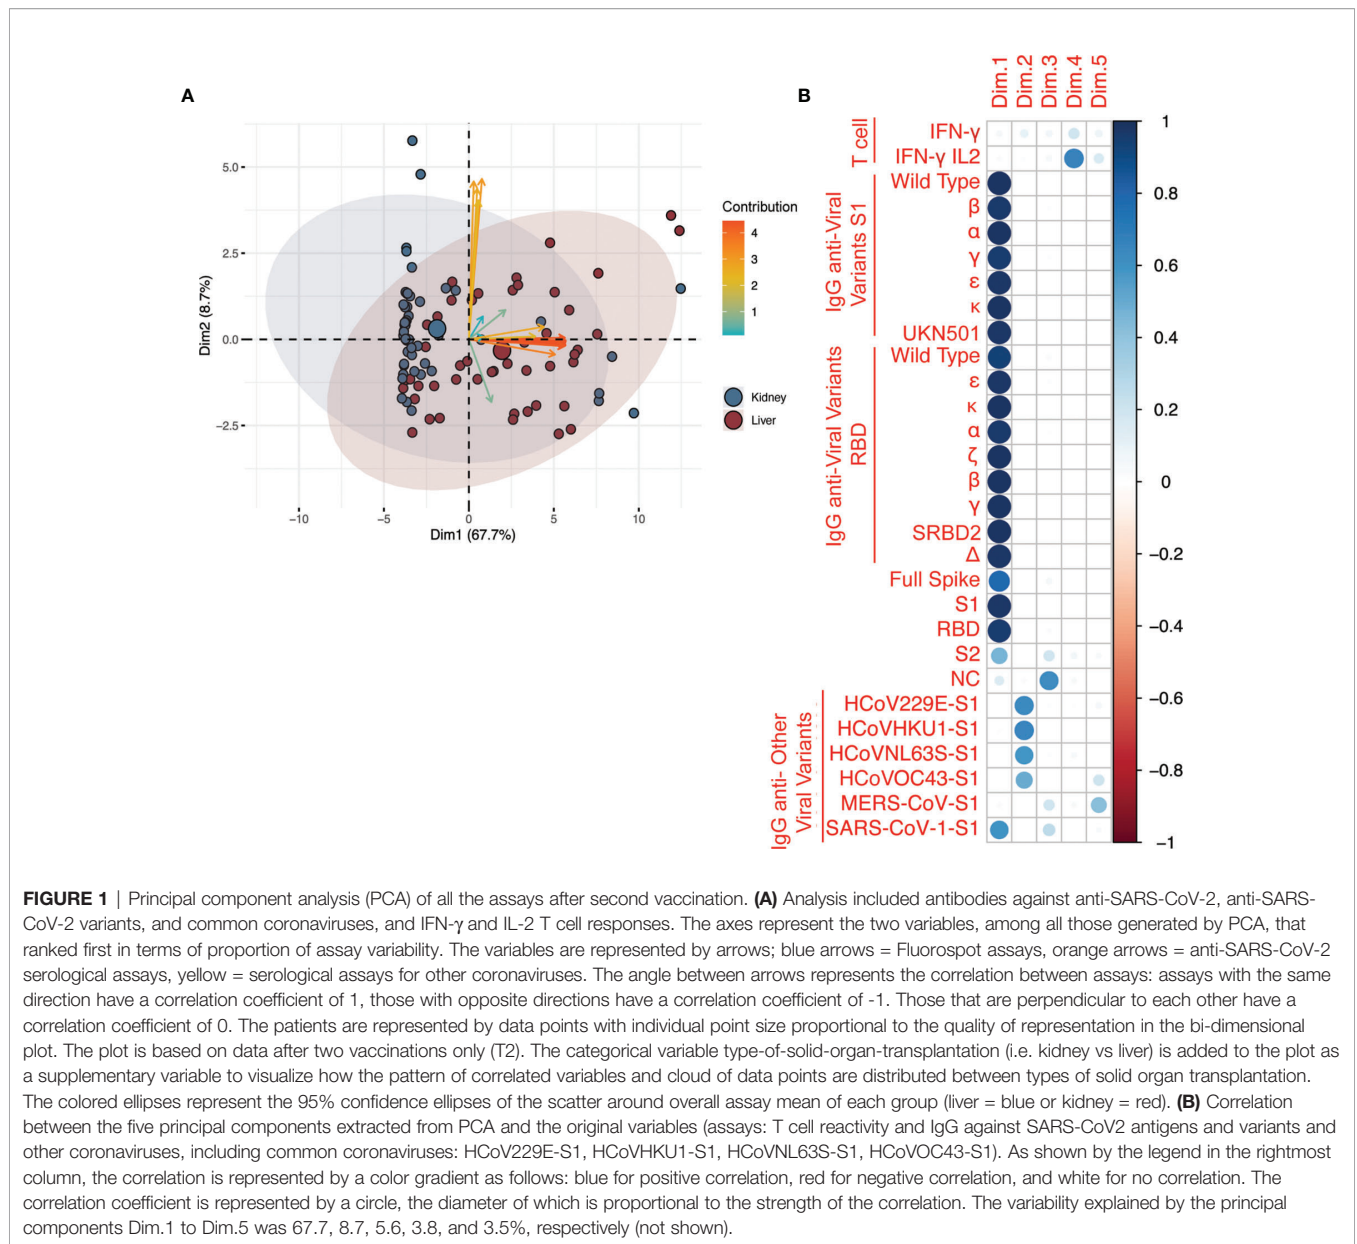 A
5.0
2.5
0.0
−2.5
Dim2 (8.7%)
−10
−5
0
5
10
Dim1 (67.7%)
Contribution
4
3
2
1
Kidney
Liver
B
Dim.1
Dim.2
Dim.3
Dim.4
Dim.5
T cell
IFN-γ
IFN-γ IL2
IgG anti-Viral
Variants S1
Wild Type
β
α
γ
ε
κ
UKN501
IgG anti-Viral Variants
RBD
Wild Type
ε
κ
α
ζ
β
γ
SRBD2
Δ
Full Spike
S1
RBD
S2
NC
IgG anti- Other
Viral Variants
HCoV229E-S1
HCoVHKU1-S1
HCoVNL63S-S1
HCoVOC43-S1
MERS-CoV-S1
SARS-CoV-1-S1
1
0.8
0.6
0.4
0.2
0
−0.2
−0.4
−0.6
−0.8
−1
FIGURE 1 | Principal component analysis (PCA) of all the assays after second vaccination. (A) Analysis included antibodies against anti-SARS-CoV-2, anti-SARS-
CoV-2 variants, and common coronaviruses, and IFN-γ and IL-2 T cell responses. The axes represent the two variables, among all those generated by PCA, that
ranked first in terms of proportion of assay variability. The variables are represented by arrows; blue arrows = Fluorospot assays, orange arrows = anti-SARS-CoV-2
serological assays, yellow = serological assays for other coronaviruses. The angle between arrows represents the correlation between assays: assays with the same
direction have a correlation coefficient of 1, those with opposite directions have a correlation coefficient of -1. Those that are perpendicular to each other have a
correlation coefficient of 0. The patients are represented by data points with individual point size proportional to the quality of representation in the bi-dimensional
plot. The plot is based on data after two vaccinations only (T2). The categorical variable type-of-solid-organ-transplantation (i.e. kidney vs liver) is added to the plot as
a supplementary variable to visualize how the pattern of correlated variables and cloud of data points are distributed between types of solid organ transplantation.
The colored ellipses represent the 95% confidence ellipses of the scatter around overall assay mean of each group (liver = blue or kidney = red). (B) Correlation
between the five principal components extracted from PCA and the original variables (assays: T cell reactivity and IgG against SARS-CoV2 antigens and variants and
other coronaviruses, including common coronaviruses: HCoV229E-S1, HCoVHKU1-S1, HCoVNL63S-S1, HCoVOC43-S1). As shown by the legend in the rightmost
column, the correlation is represented by a color gradient as follows: blue for positive correlation, red for negative correlation, and white for no correlation. The
correlation coefficient is represented by a circle, the diameter of which is proportional to the strength of the correlation. The variability explained by the principal
components Dim.1 to Dim.5 was 67.7, 8.7, 5.6, 3.8, and 3.5%, respectively (not shown).